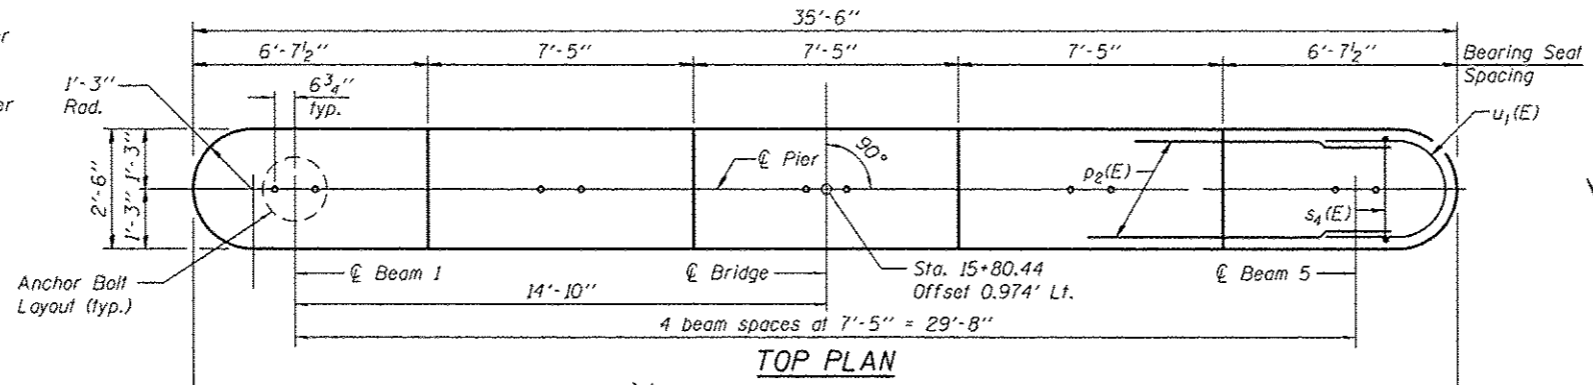 35'-6"
6'-7½" 7'-5" 7'-5" 7'-5" 6'-7½" Bearing Seat
Spacing
1'-3"
Rad.
6¾"
typ.
u₁(E)
2'-6"
1'-3"
1'-3"
℄ Pier
90°
p₂(E)
s₄(E)
Anchor Bolt
Layout (typ.)
℄ Beam 1
℄ Bridge
Sta. 15+80.44
Offset 0.974' Lt.
℄ Beam 5
14'-10"
4 beam spaces at 7'-5" = 29'-8"
TOP PLAN